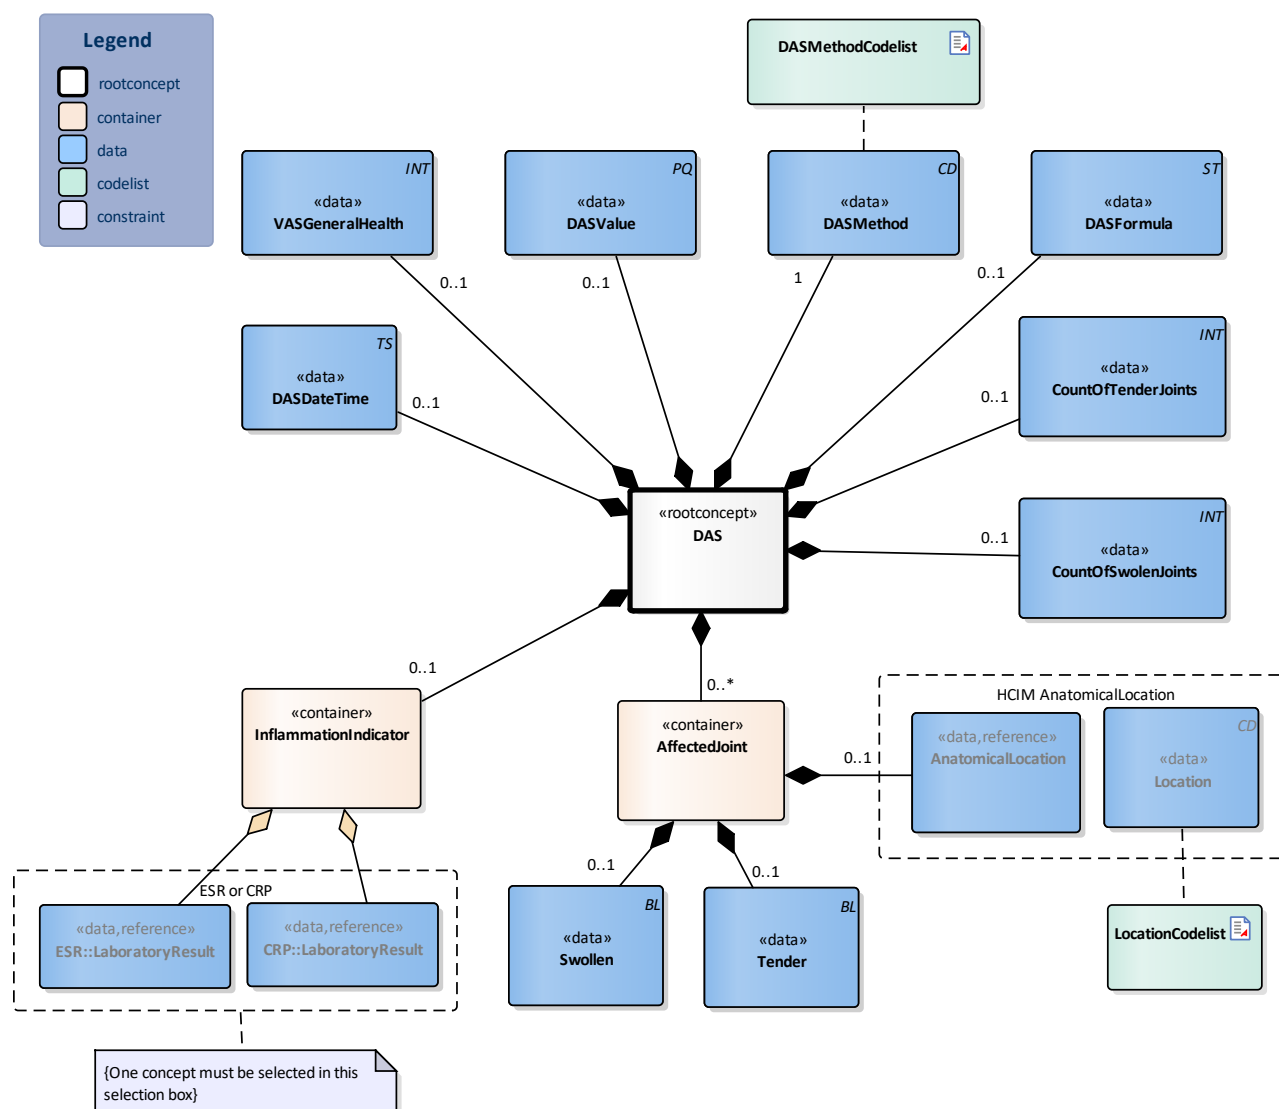 Legend
rootconcept
container
data
codelist
constraint
DASMethodCodelist
INT
«data»
VASGeneralHealth
PQ
«data»
DASValue
CD
«data»
DASMethod
ST
«data»
DASFormula
0..1
0..1
1
0..1
TS
«data»
DASDateTime
0..1
INT
«data»
CountOfTenderJoints
0..1
«rootconcept»
DAS
INT
«data»
CountOfSwolenJoints
0..1
0..1
0..*
«container»
InflammationIndicator
«container»
AffectedJoint
0..1
HCIM AnatomicalLocation
«data,reference»
AnatomicalLocation
CD
«data»
Location
0..1
0..1
ESR or CRP
«data,reference»
ESR::LaboratoryResult
«data,reference»
CRP::LaboratoryResult
BL
«data»
Swollen
BL
«data»
Tender
LocationCodelist
{One concept must be selected in this
selection box}